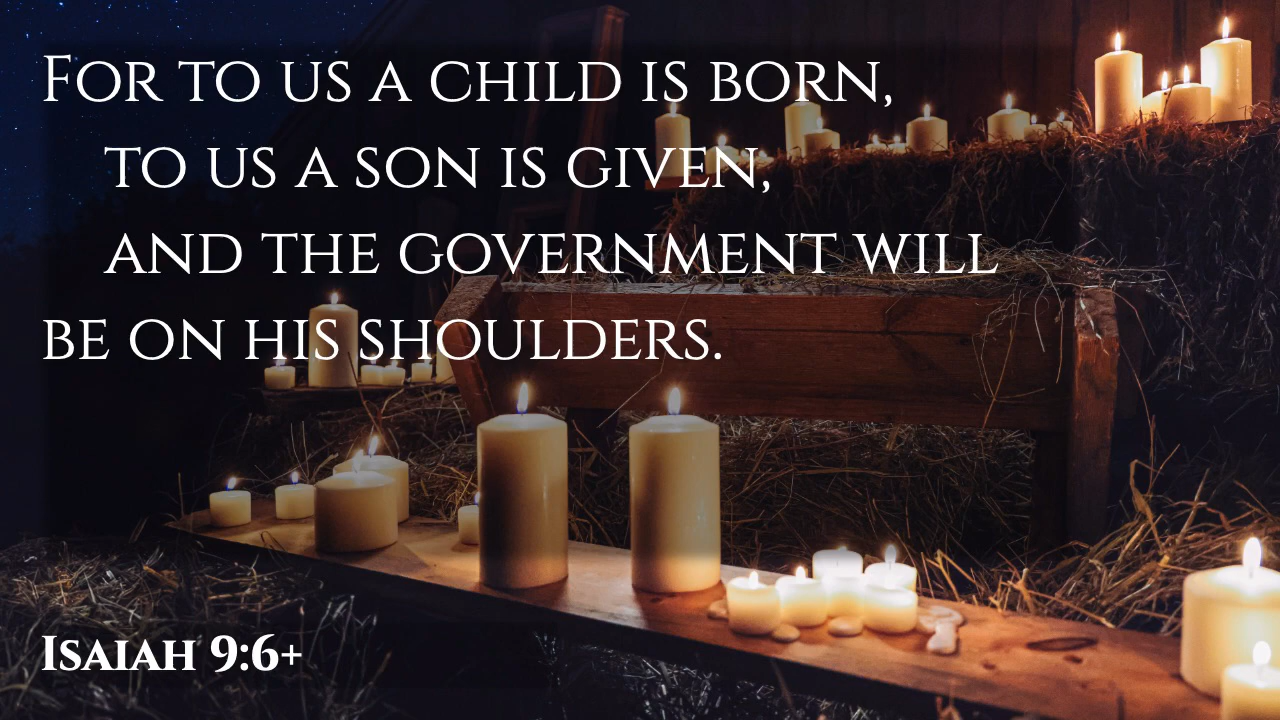 For to us a child is born,
to us a son is given,
and the government will
be on his shoulders.
Isaiah 9:6+